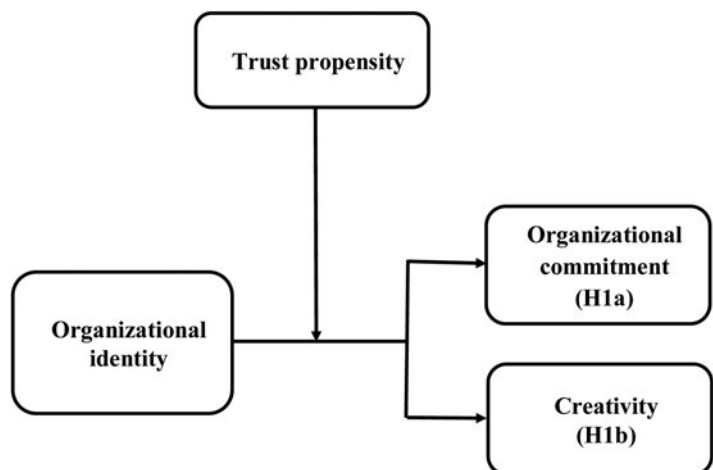 Trust propensity
Organizational
commitment
(H1a)
Organizational
identity
Creativity
(H1b)